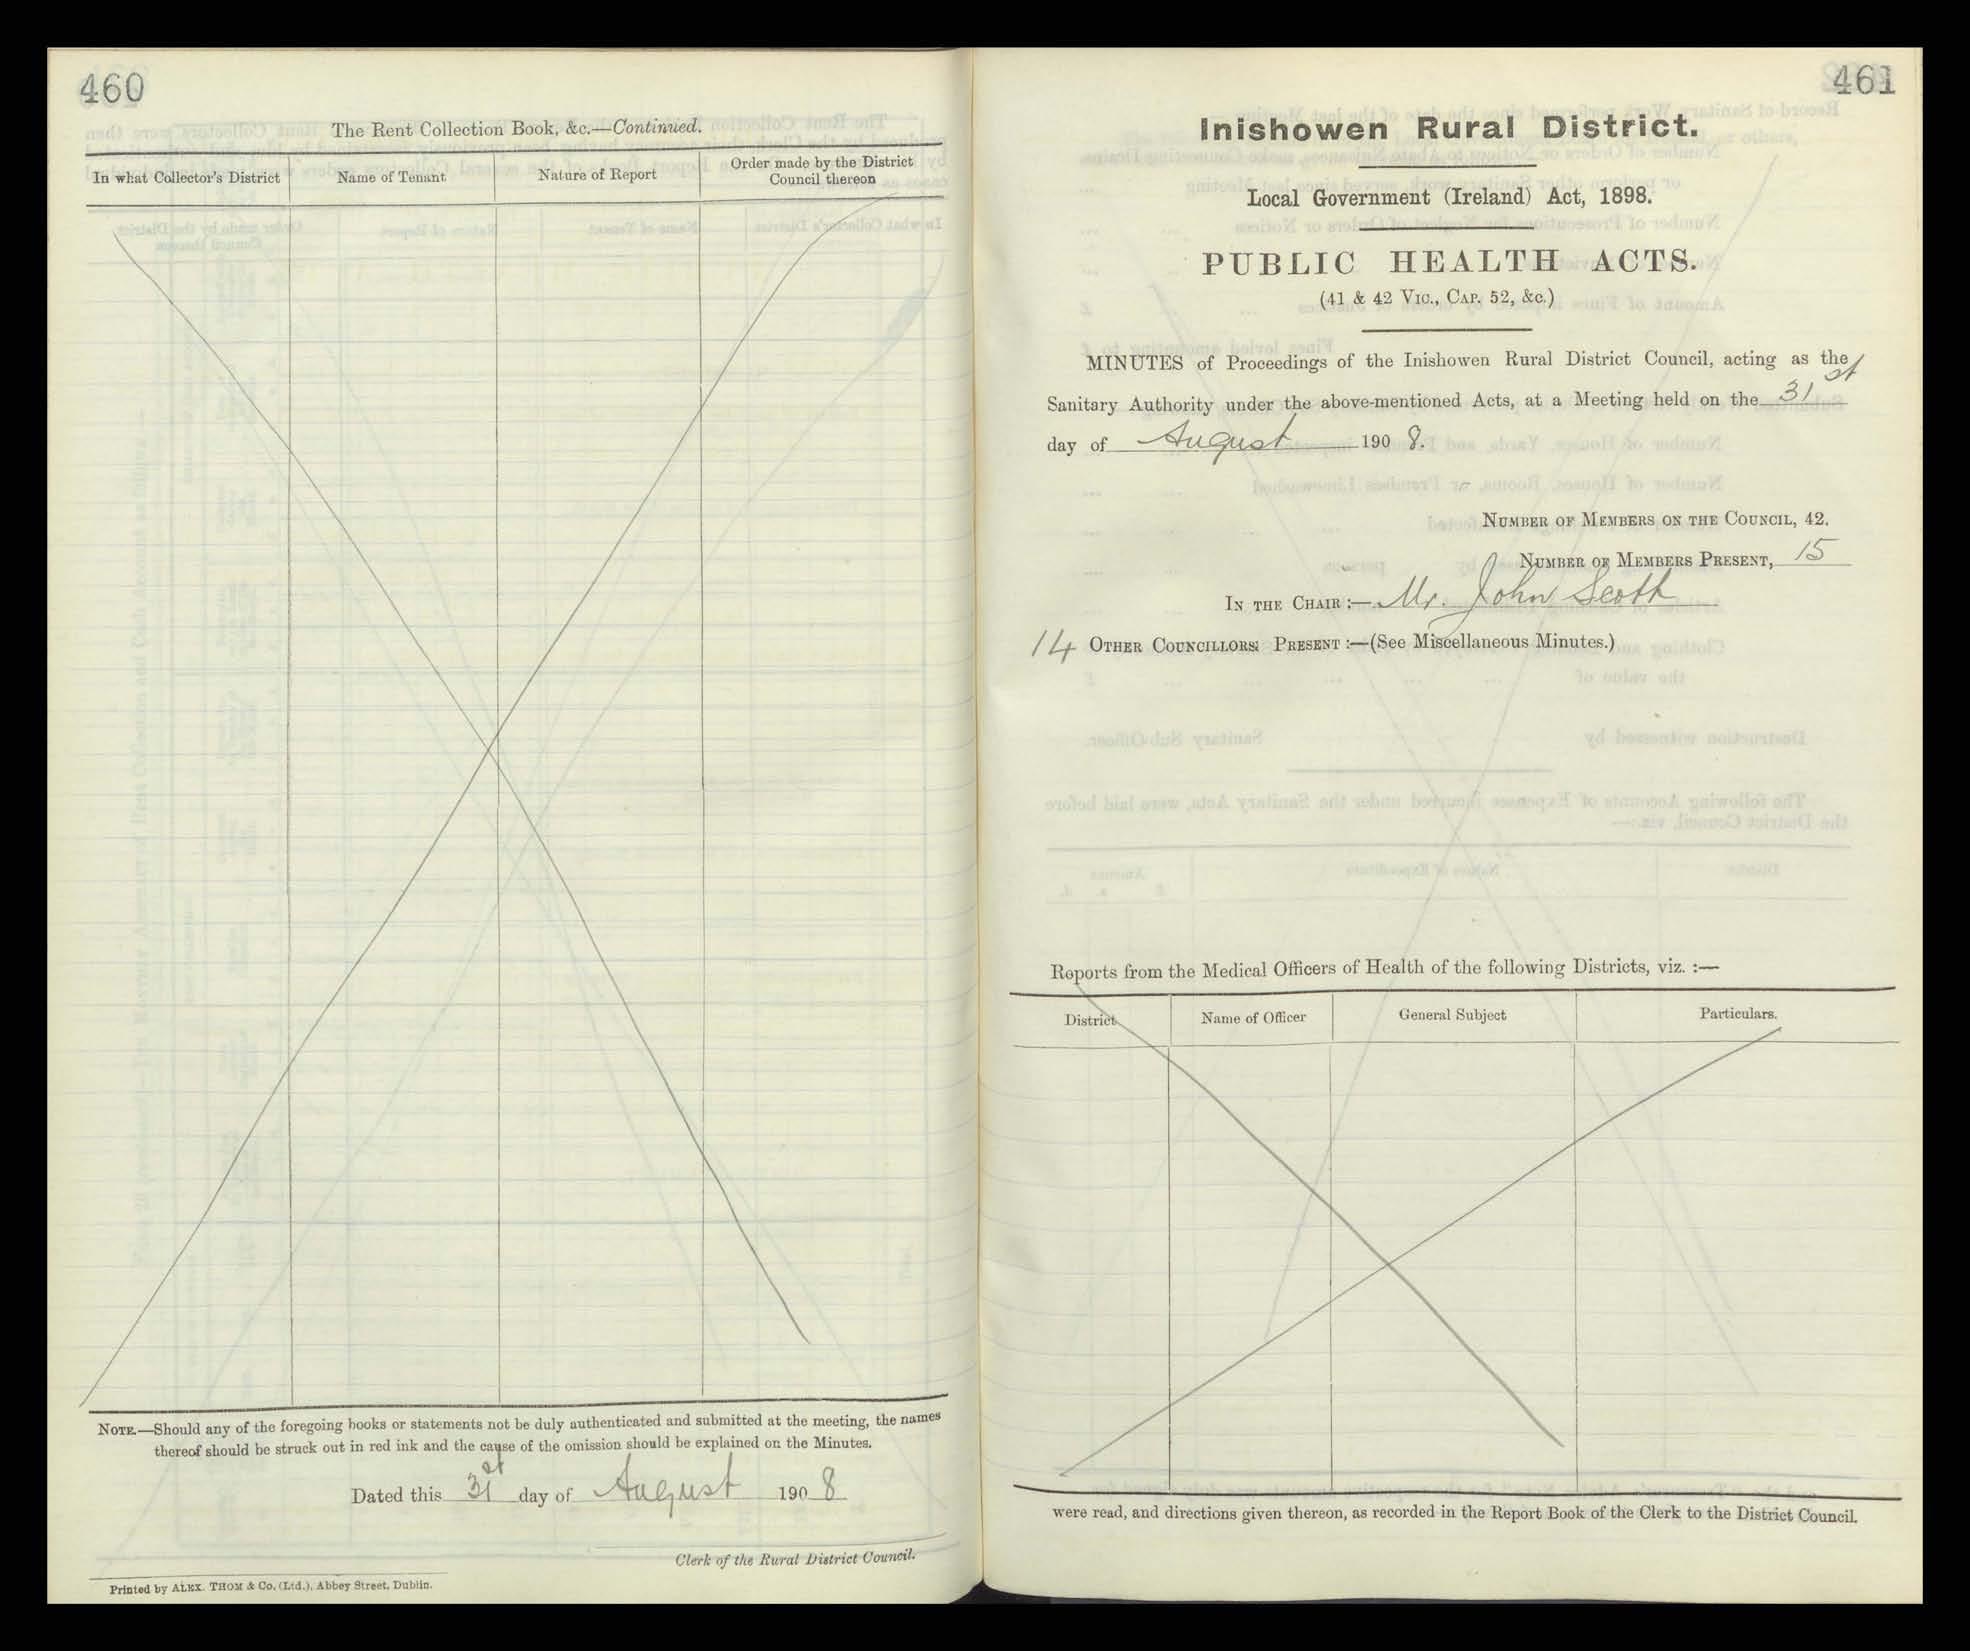 460
The Rent Collection Book, &c.—Continued.
In what Collector's District
Name of Tenant
Nature of Report
Order made by the District
Council thereon
NOTE.—Should any of the foregoing books or statements not be duly authenticated and submitted at the meeting, the names
thereof should be struck out in red ink and the cause of the omission should be explained on the Minutes.
Dated this 31st day of August 1908
Clerk of the Rural District Council.
Printed by ALEX. THOM & Co. (Ltd.), Abbey Street, Dublin.
461
Inishowen Rural District.
Local Government (Ireland) Act, 1898.
PUBLIC HEALTH ACTS.
(41 & 42 VIC., CAP. 52, &c.)
MINUTES of Proceedings of the Inishowen Rural District Council, acting as the
Sanitary Authority under the above-mentioned Acts, at a Meeting held on the 31st
day of August 1908.
NUMBER OF MEMBERS ON THE COUNCIL, 42.
NUMBER OF MEMBERS PRESENT, 15
IN THE CHAIR :— Mr. John Scott
14 OTHER COUNCILLORS PRESENT :—(See Miscellaneous Minutes.)
Reports from the Medical Officers of Health of the following Districts, viz. :—
District
Name of Officer
General Subject
Particulars.
were read, and directions given thereon, as recorded in the Report Book of the Clerk to the District Council.